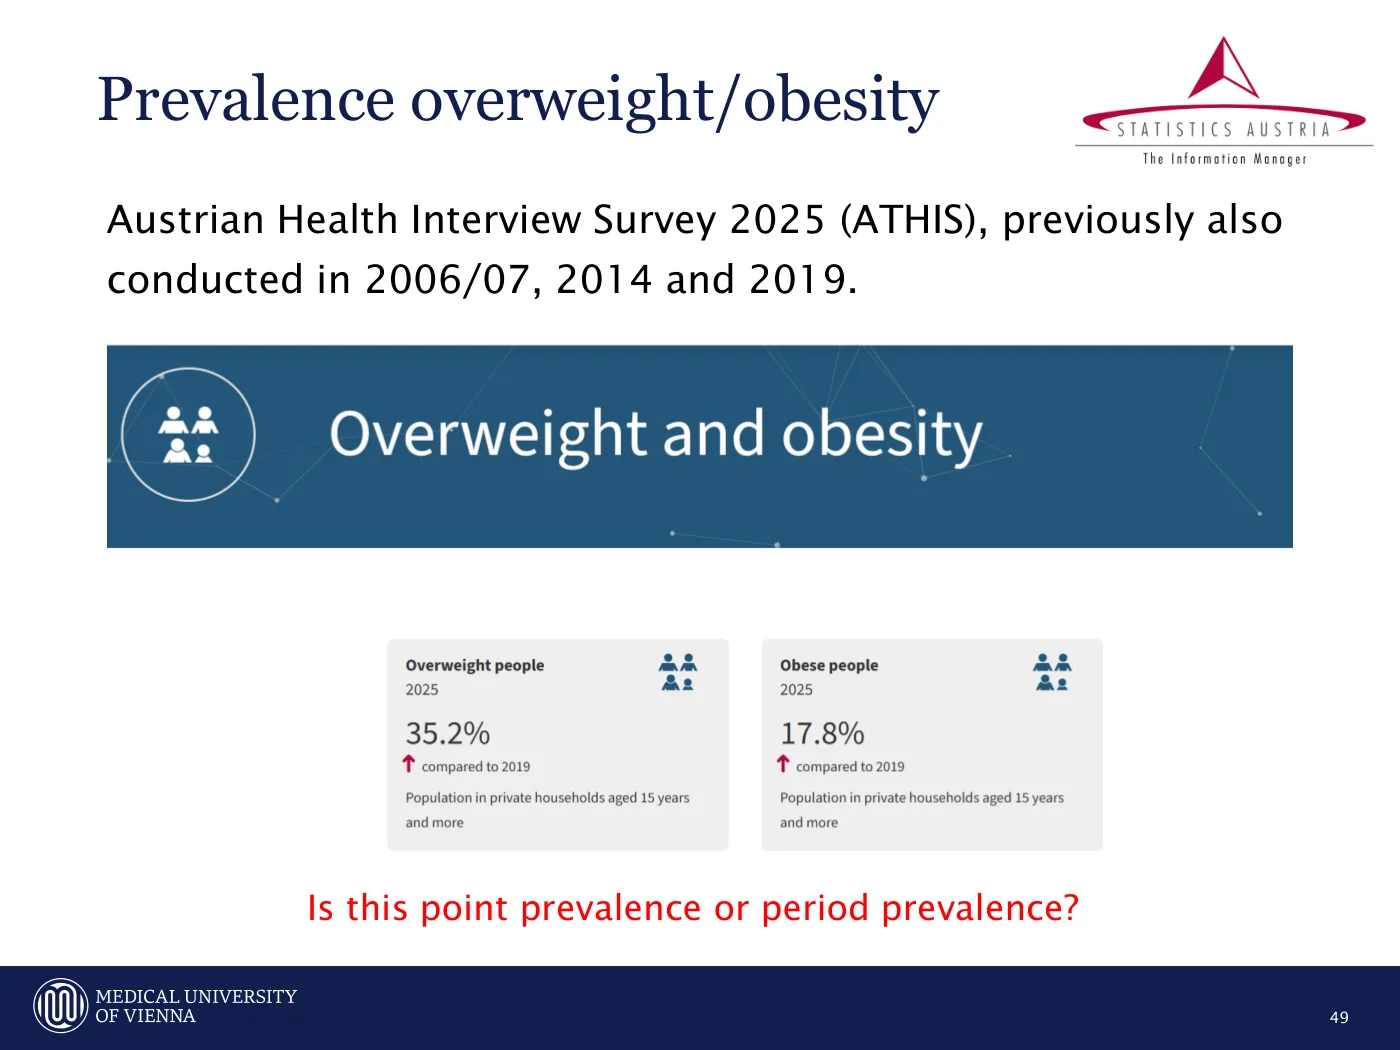 Prevalence overweight/obesity
STATISTICS AUSTRIA
The Information Manager
Austrian Health Interview Survey 2025 (ATHIS), previously also
conducted in 2006/07, 2014 and 2019.
Overweight and obesity
Overweight people
2025
35.2%
compared to 2019
Population in private households aged 15 years
and more
Obese people
2025
17.8%
compared to 2019
Population in private households aged 15 years
and more
Is this point prevalence or period prevalence?
MEDICAL UNIVERSITY
OF VIENNA
49